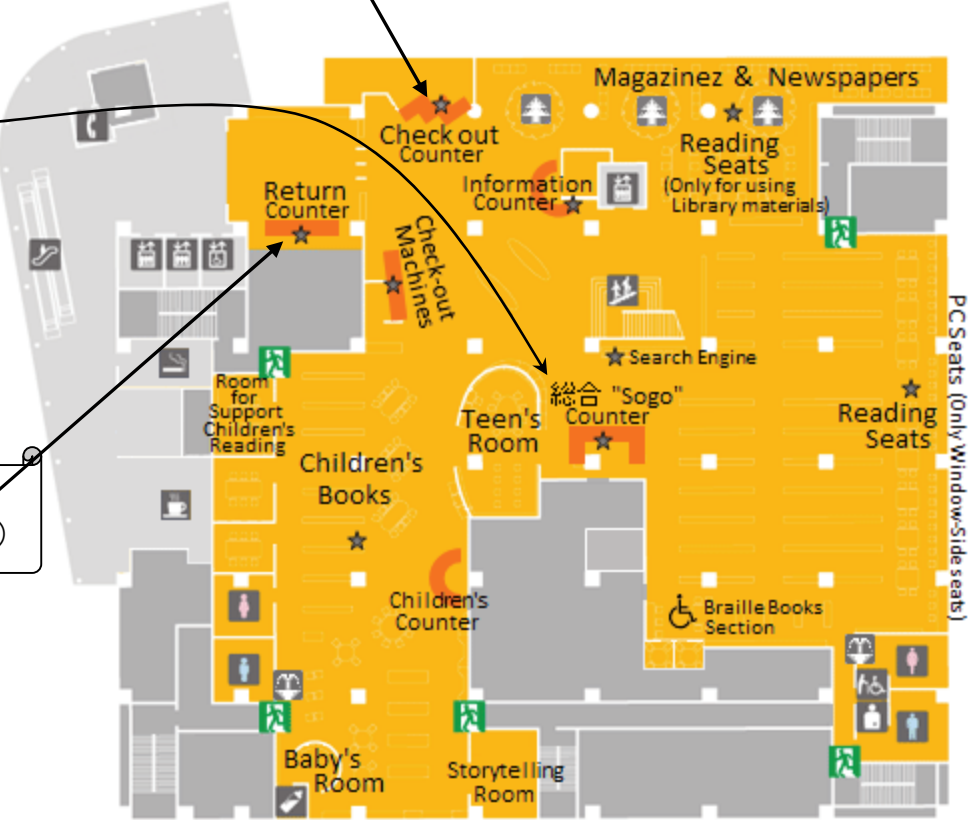 Magazinez & Newspapers
Check out
Counter
Reading
Seats
(Only for using
Library materials)
Information
Counter
Return
Counter
Check-out
Machines
PC Seats (Only Window-Side seats)
Search Engine
Room
for
Support
Children's
Reading
総合 "Sogo"
Counter
Teen's
Room
Reading
Seats
Children's
Books
Children's
Counter
Braille Books
Section
Baby's
Room
Storytelling
Room